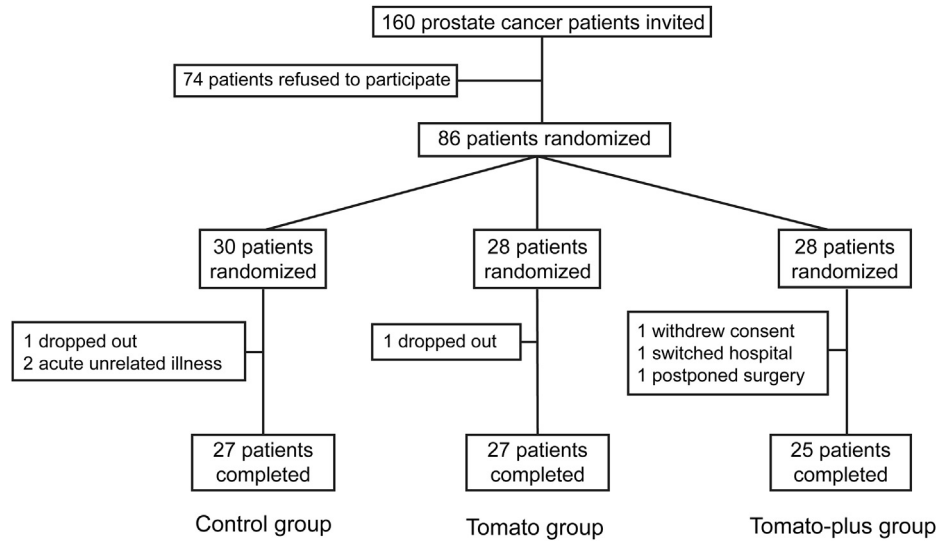 160 prostate cancer patients invited
74 patients refused to participate
86 patients randomized
30 patients
randomized
28 patients
randomized
28 patients
randomized
1 dropped out
2 acute unrelated illness
1 dropped out
1 withdrew consent
1 switched hospital
1 postponed surgery
27 patients
completed
27 patients
completed
25 patients
completed
Control group
Tomato group
Tomato-plus group